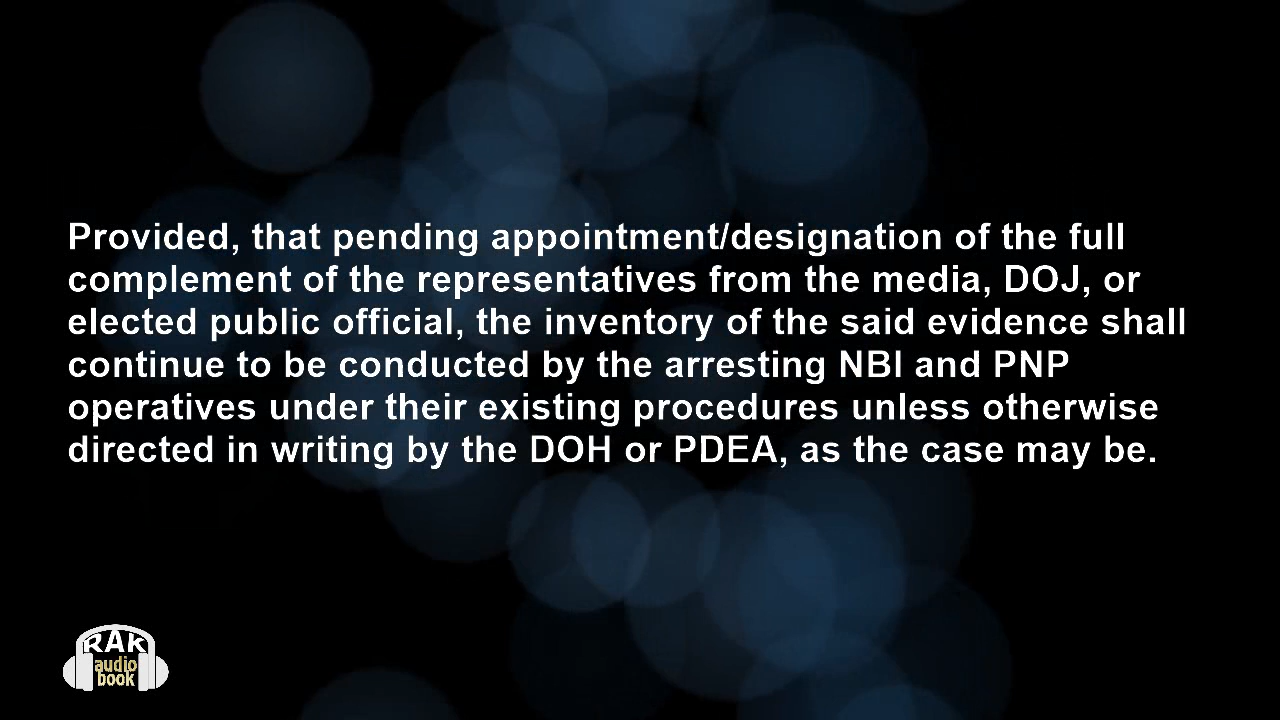 Provided, that pending appointment/designation of the full
complement of the representatives from the media, DOJ, or
elected public official, the inventory of the said evidence shall
continue to be conducted by the arresting NBI and PNP
operatives under their existing procedures unless otherwise
directed in writing by the DOH or PDEA, as the case may be.
RAK
audio
book